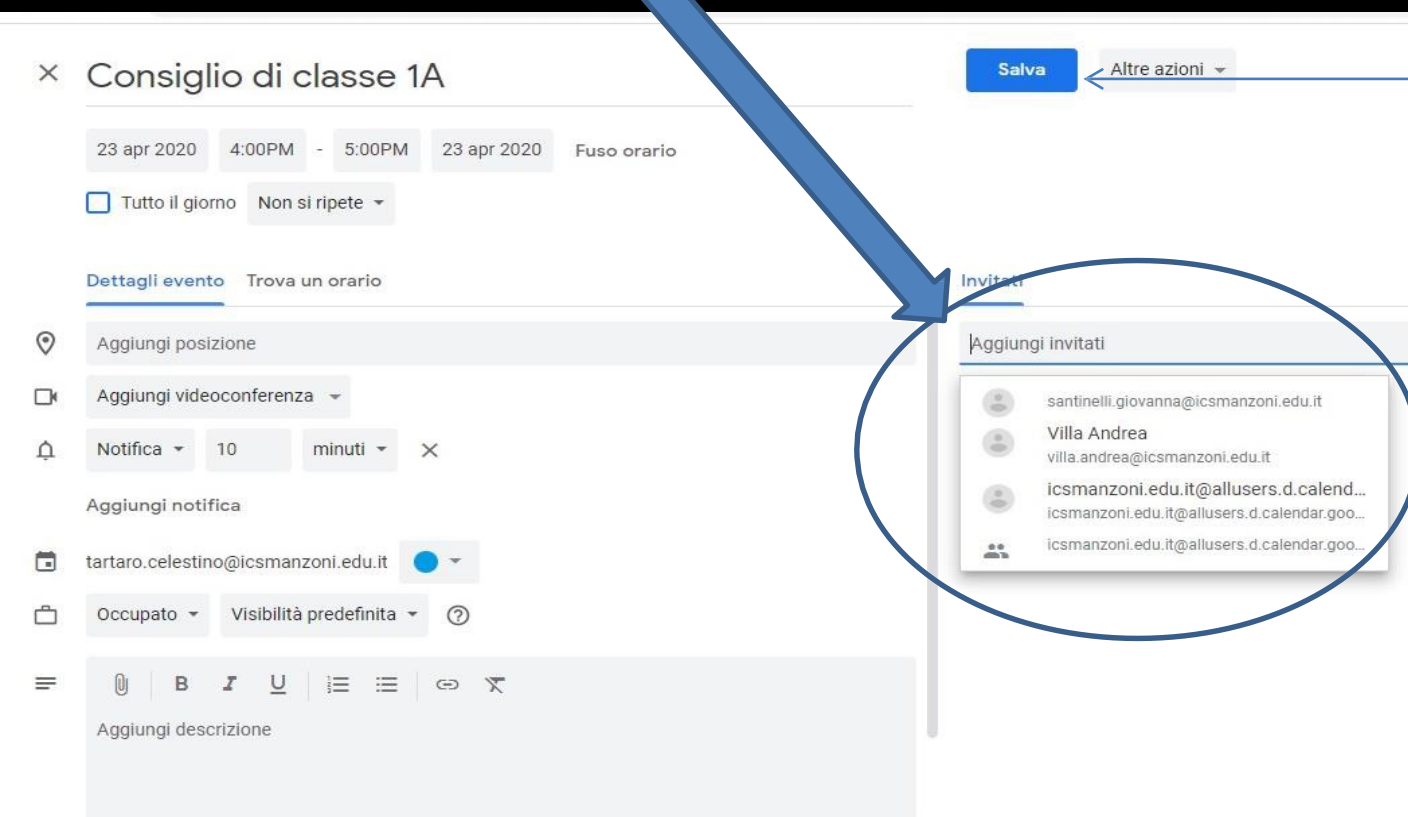 Consiglio di classe 1A
Salva
Altre azioni
23 apr 2020 4:00PM - 5:00PM 23 apr 2020 Fuso orario
Tutto il giorno Non si ripete
Dettagli evento Trova un orario
Invitati
Aggiungi posizione
Aggiungi videoconferenza
Notifica 10 minuti
Aggiungi notifica
tartaro.celestino@icsmanzoni.edu.it
Occupato Visibilità predefinita
B I U
Aggiungi descrizione
Aggiungi invitati
santinelli.giovanna@icsmanzoni.edu.it
Villa Andrea
villa.andrea@icsmanzoni.edu.it
icsmanzoni.edu.it@allusers.d.calend...
icsmanzoni.edu.it@allusers.d.calendar.goo...
icsmanzoni.edu.it@allusers.d.calendar.goo...